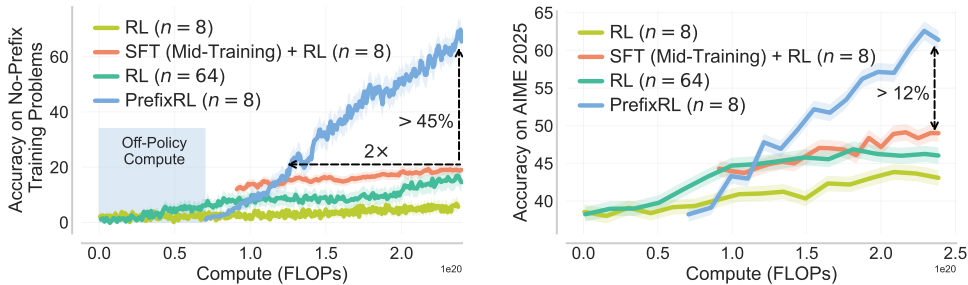 Accuracy on No-Prefix
Training Problems
60
40
20
0
RL (n = 8)
SFT (Mid-Training) + RL (n = 8)
RL (n = 64)
PrefixRL (n = 8)
Off-Policy
Compute
> 45%
2×
0.0 0.5 1.0 1.5 2.0
1e20
Compute (FLOPs)
Accuracy on AIME 2025
65
60
55
50
45
40
RL (n = 8)
SFT (Mid-Training) + RL (n = 8)
RL (n = 64)
PrefixRL (n = 8)
> 12%
0.0 0.5 1.0 1.5 2.0 2.5
1e20
Compute (FLOPs)